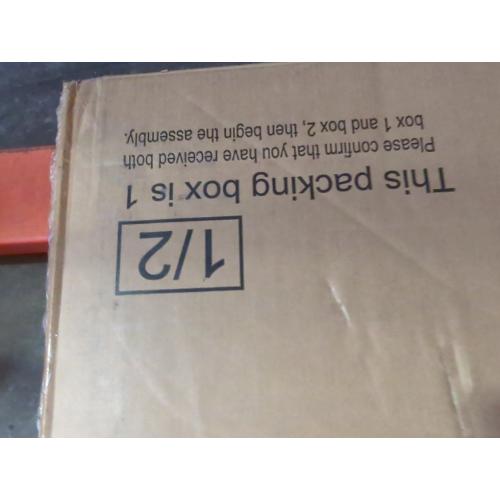 1/2
This packing box is 1
Please confirm that you have received both
box 1 and box 2, then begin the assembly.